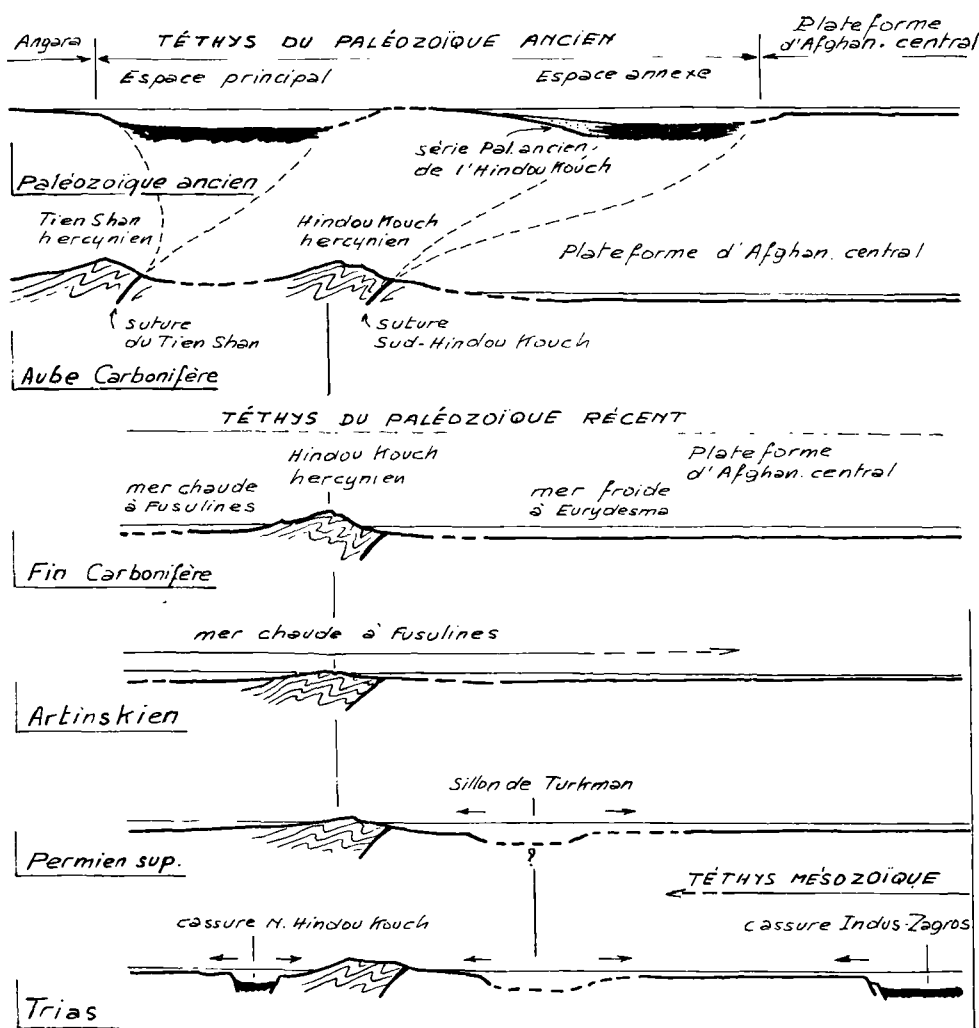 Angara
TÉTHYS DU PALÉOZOÏQUE ANCIEN
Plateforme
d'Afghan. central
Espace principal
Espace annexe
série Pal.ancien
de l'Hindou Kouch
Paléozoïque ancien
Tien Shan
hercynien
Hindou Kouch
hercynien
Plateforme d'Afghan. central
suture
du Tien Shan
suture
Sud-Hindou Kouch
Aube Carbonifère
TÉTHYS DU PALÉOZOÏQUE RÉCENT
Hindou Kouch
hercynien
Plateforme
d'Afghan. central
mer chaude
à Fusulines
mer froide
à Eurydesma
Fin Carbonifère
mer chaude à Fusulines
Artinskien
Sillon de Turkman
?
Permien sup.
TÉTHYS MÉSOZOÏQUE
cassure N. Hindou Kouch
cassure Indus-Zagros
Trias